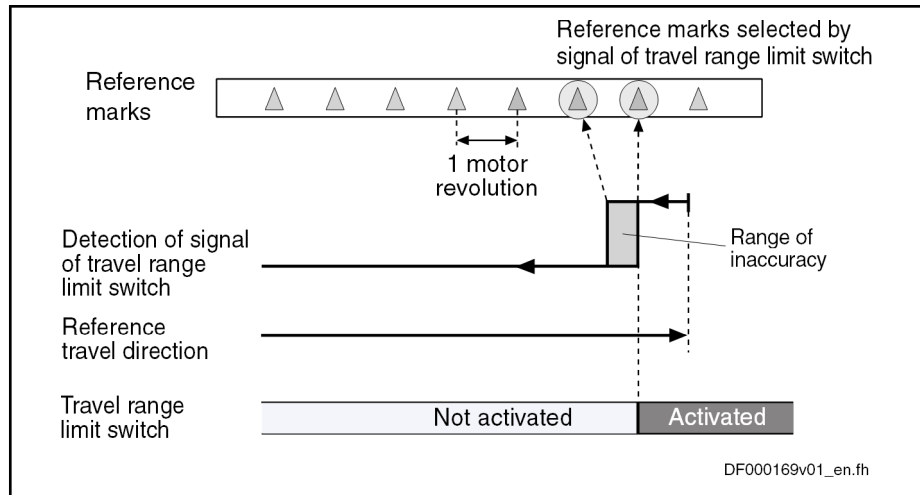 Reference marks selected by
signal of travel range limit switch
Reference
marks
1 motor
revolution
Detection of signal
of travel range
limit switch
Range of
inaccuracy
Reference
travel direction
Travel range
limit switch
Not activated
Activated
DF000169v01_en.fh